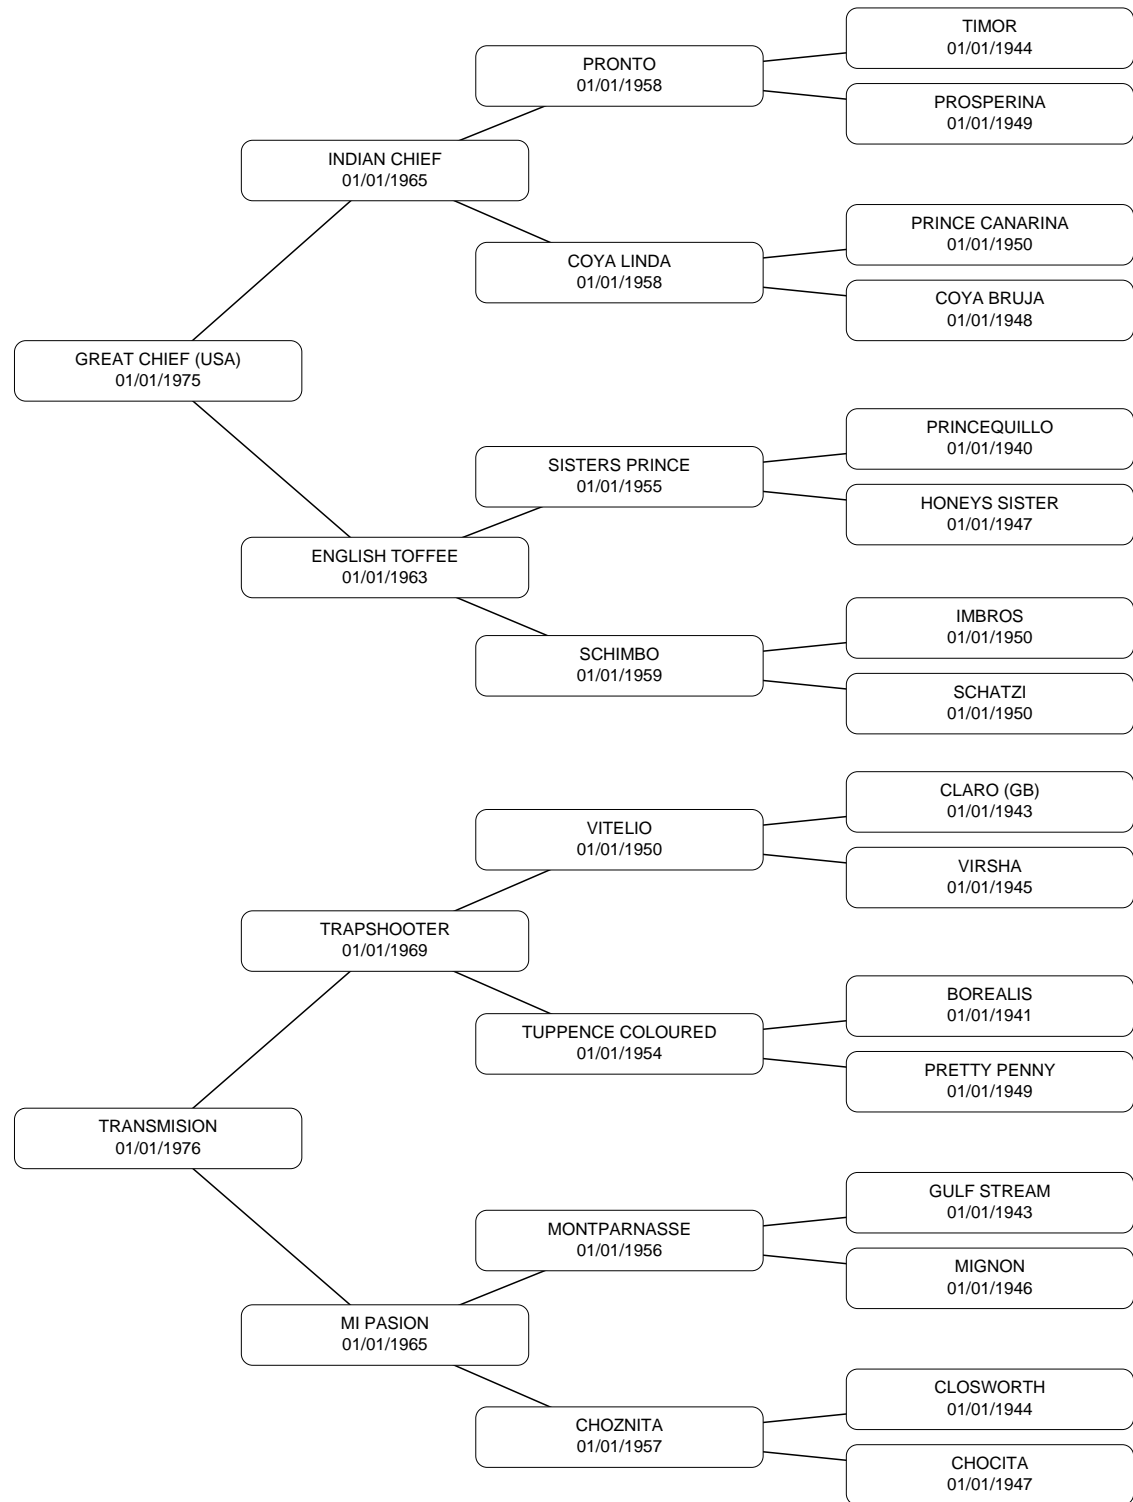 TIMOR
01/01/1944
PRONTO
01/01/1958
PROSPERINA
01/01/1949
INDIAN CHIEF
01/01/1965
PRINCE CANARINA
01/01/1950
COYA LINDA
01/01/1958
COYA BRUJA
01/01/1948
GREAT CHIEF (USA)
01/01/1975
PRINCEQUILLO
01/01/1940
SISTERS PRINCE
01/01/1955
HONEYS SISTER
01/01/1947
ENGLISH TOFFEE
01/01/1963
IMBROS
01/01/1950
SCHIMBO
01/01/1959
SCHATZI
01/01/1950
CLARO (GB)
01/01/1943
VITELIO
01/01/1950
VIRSHA
01/01/1945
TRAPSHOOTER
01/01/1969
BOREALIS
01/01/1941
TUPPENCE COLOURED
01/01/1954
PRETTY PENNY
01/01/1949
TRANSMISION
01/01/1976
GULF STREAM
01/01/1943
MONTPARNASSE
01/01/1956
MIGNON
01/01/1946
MI PASION
01/01/1965
CLOSWORTH
01/01/1944
CHOZNITA
01/01/1957
CHOCITA
01/01/1947